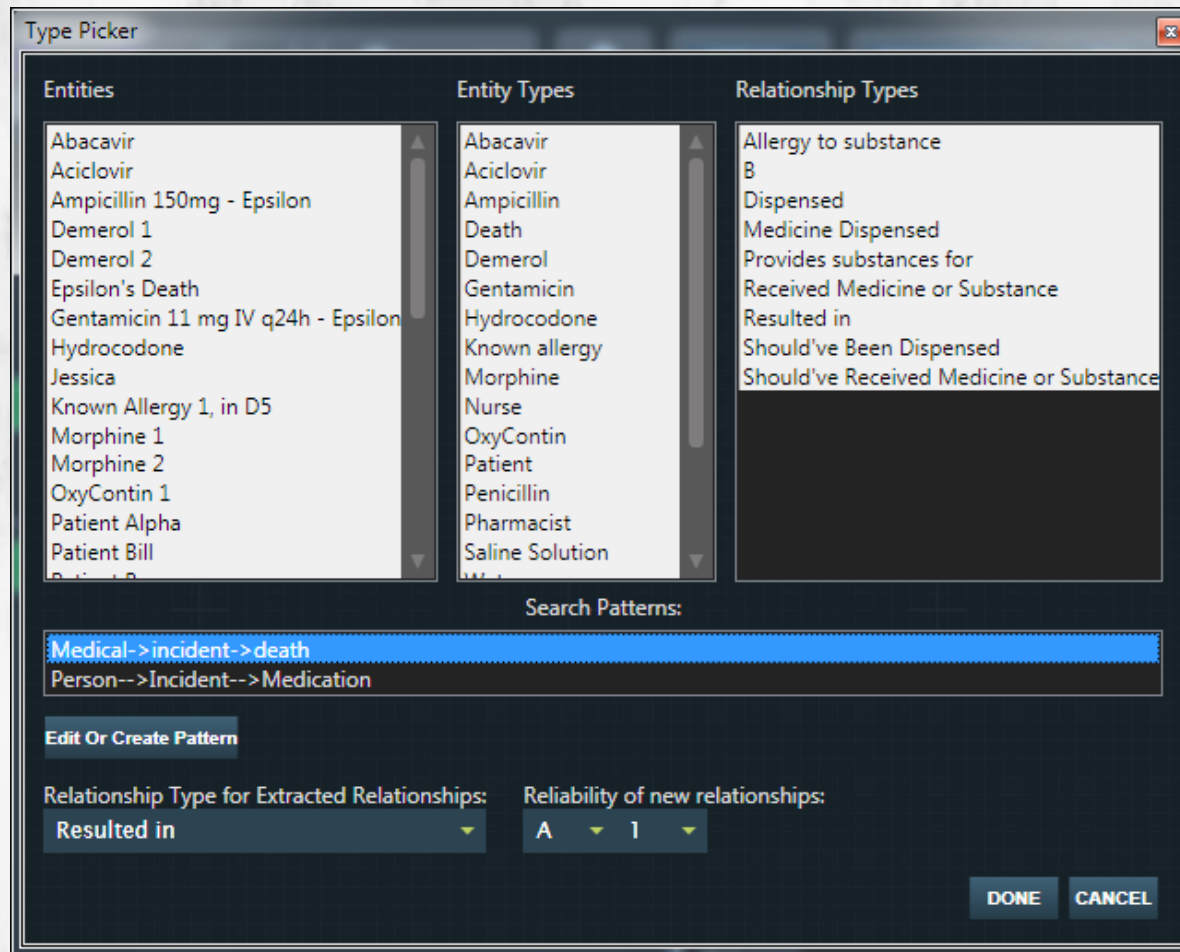 Type Picker
Entities
Abacavir
Aciclovir
Ampicillin 150mg - Epsilon
Demerol 1
Demerol 2
Epsilon's Death
Gentamicin 11 mg IV q24h - Epsilon
Hydrocodone
Jessica
Known Allergy 1, in D5
Morphine 1
Morphine 2
OxyContin 1
Patient Alpha
Patient Bill
Entity Types
Abacavir
Aciclovir
Ampicillin
Death
Demerol
Gentamicin
Hydrocodone
Known allergy
Morphine
Nurse
OxyContin
Patient
Penicillin
Pharmacist
Saline Solution
Relationship Types
Allergy to substance
B
Dispensed
Medicine Dispensed
Provides substances for
Received Medicine or Substance
Resulted in
Should've Been Dispensed
Should've Received Medicine or Substance
Search Patterns:
Medical->incident->death
Person-->Incident-->Medication
Edit Or Create Pattern
Relationship Type for Extracted Relationships:
Resulted in
Reliability of new relationships:
A 1
DONE CANCEL